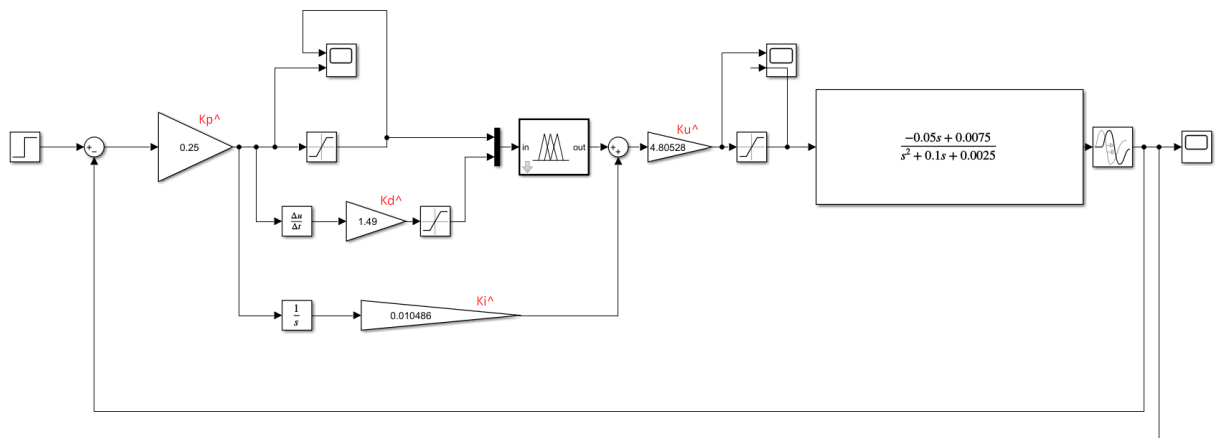 Kp^
0.25
Kd^
Δu
Δt
1.49
1
s
Ki^
0.010486
+
−
in
out
+
+
Ku^
4.80528
−0.05s + 0.0075
s² + 0.1s + 0.0025